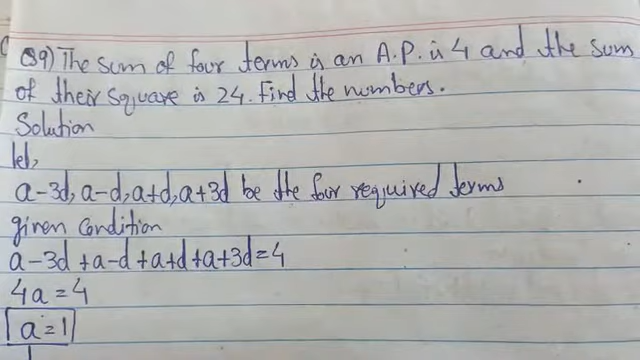 Q9) The sum of four terms is an A.P. is 4 and the sum
of their square is 24. Find the numbers.
Solution
let,
a-3d, a-d, a+d, a+3d be the four required terms
given condition
a-3d+a-d+a+d+a+3d=4
4a=4
a=1